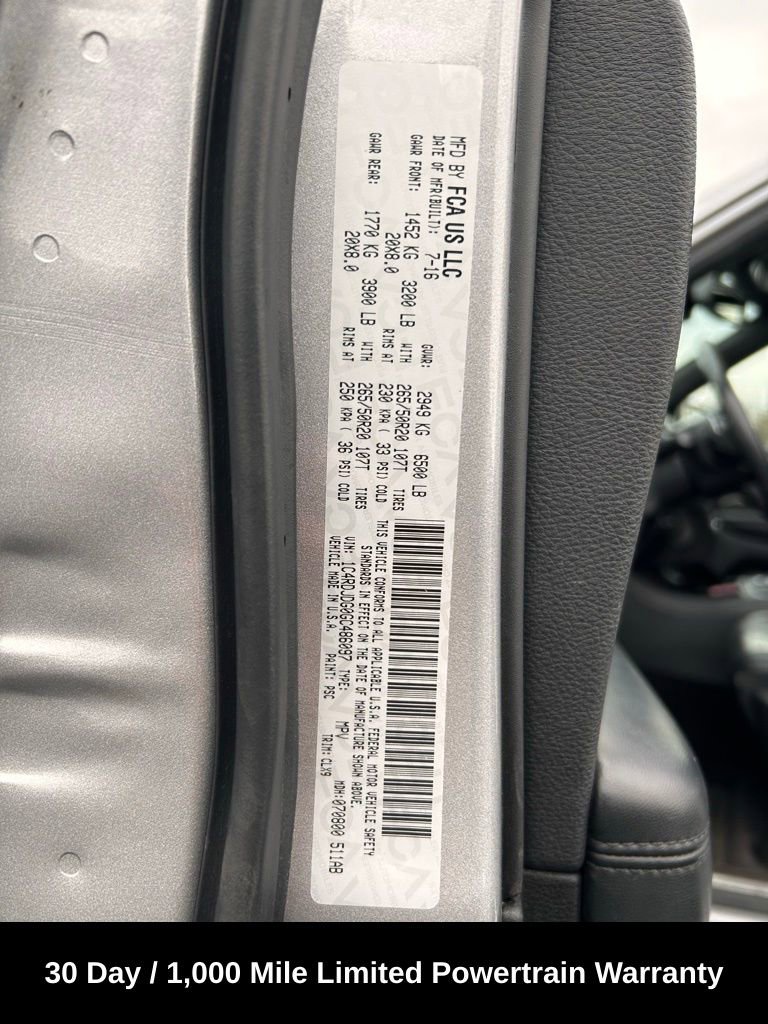 MFD BY FCA US LLC
DATE OF MFR(BUILT): 7-16 GVWR: 2949 KG 6500 LB
GAWR FRONT: 1452 KG 3200 LB WITH 265/50R20 107T TIRES
20X8.0 RIMS AT 230 KPA ( 33 PSI) COLD
GAWR REAR: 1770 KG 3900 LB WITH 265/50R20 107T TIRES
20X8.0 RIMS AT 250 KPA ( 36 PSI) COLD
THIS VEHICLE CONFORMS TO ALL APPLICABLE U.S.A. FEDERAL MOTOR VEHICLE SAFETY
STANDARDS IN EFFECT ON THE DATE OF MANUFACTURE SHOWN ABOVE.
VIN: 1C4RDJDG0GC486097 TYPE: MPV MDH:070800 511AB
VEHICLE MADE IN U.S.A. PAINT: PSC TRIM: CLX9
30 Day / 1,000 Mile Limited Powertrain Warranty